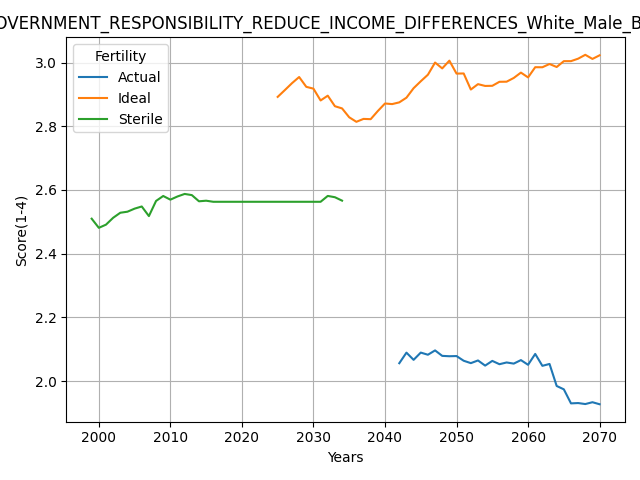 OVERNMENT_RESPONSIBILITY_REDUCE_INCOME_DIFFERENCES_White_Male_B
Fertility
Actual
Ideal
Sterile
Score(1-4)
3.0
2.8
2.6
2.4
2.2
2.0
2000 2010 2020 2030 2040 2050 2060 2070
Years